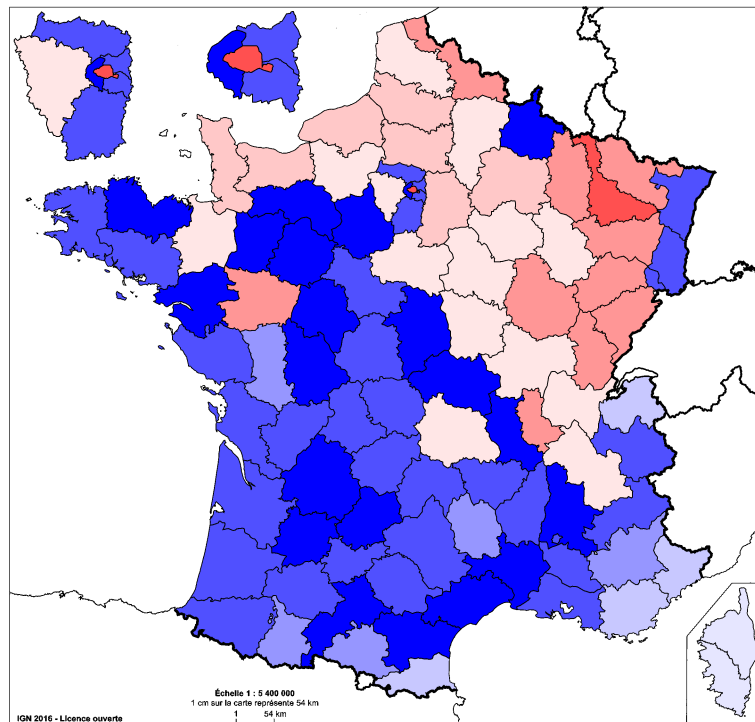 Échelle 1 : 5 400 000
1 cm sur la carte représente 54 km
1 54 km
IGN 2016 - Licence ouverte